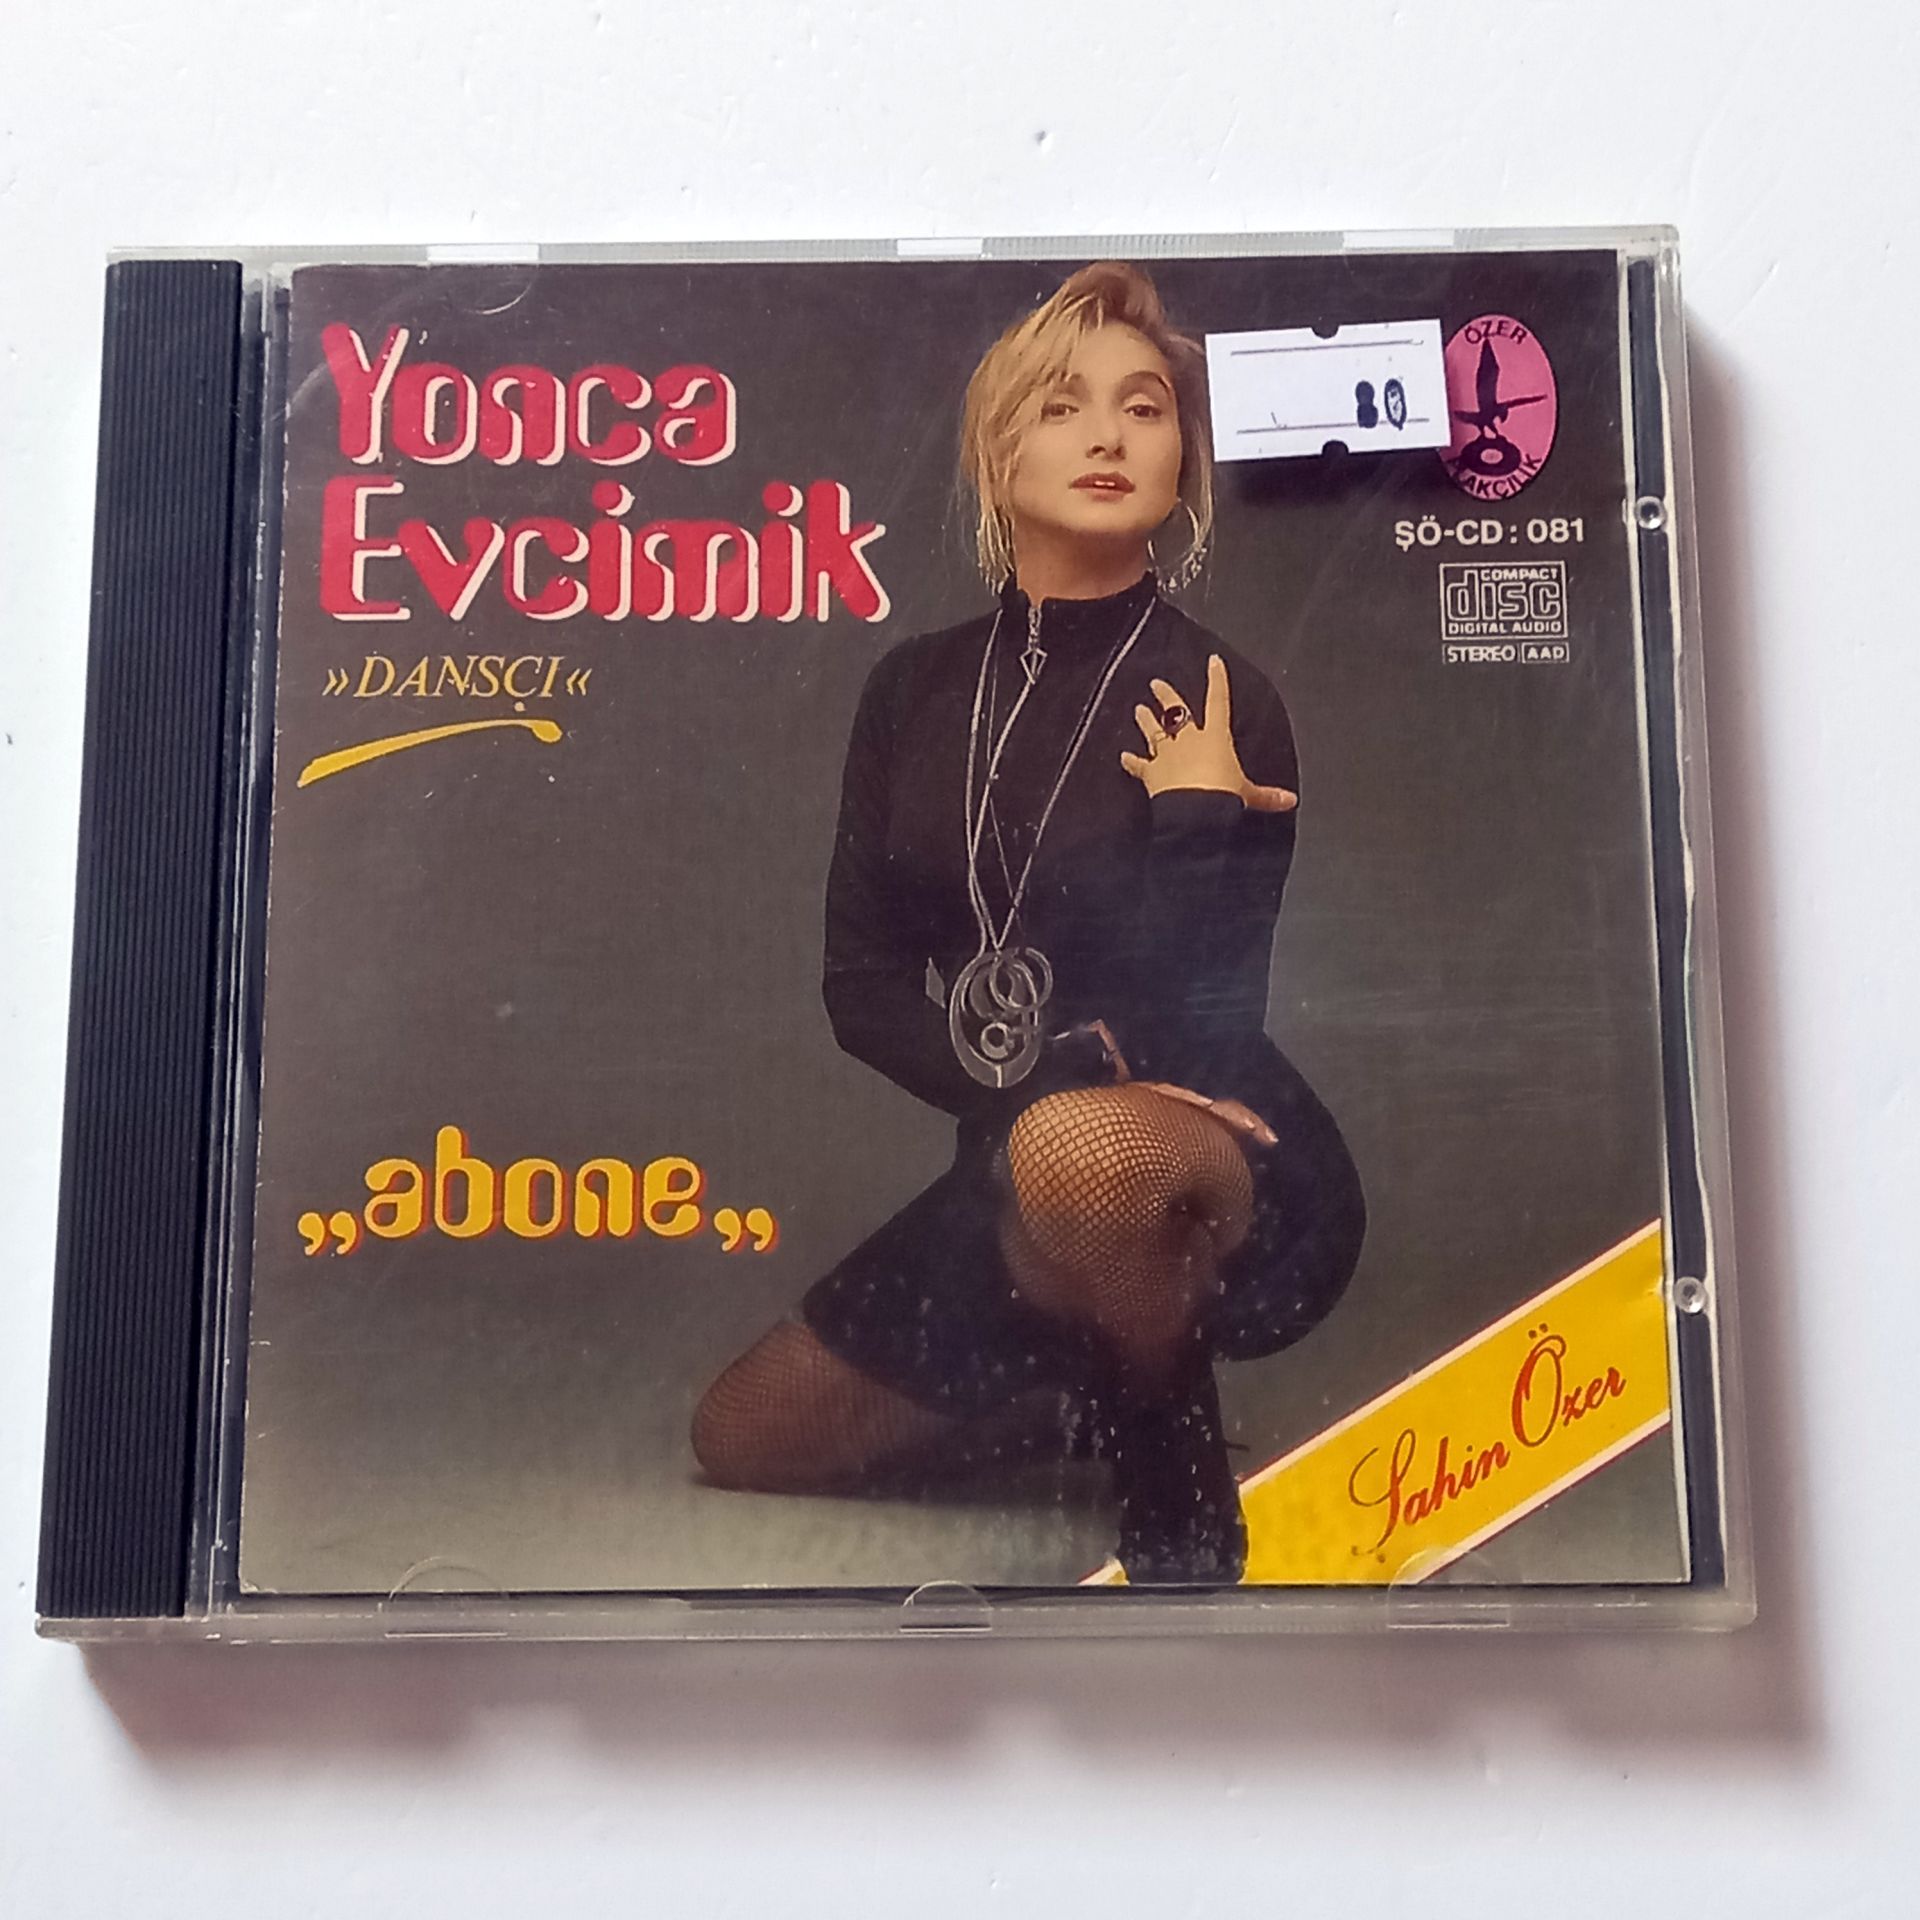 Yonca
Evcimik
»DANSÇI«
80
ÖZER
ŞÖ-CD : 081
COMPACT
disc
DIGITAL AUDIO
STEREO AAD
„abone„
Şahin Özer